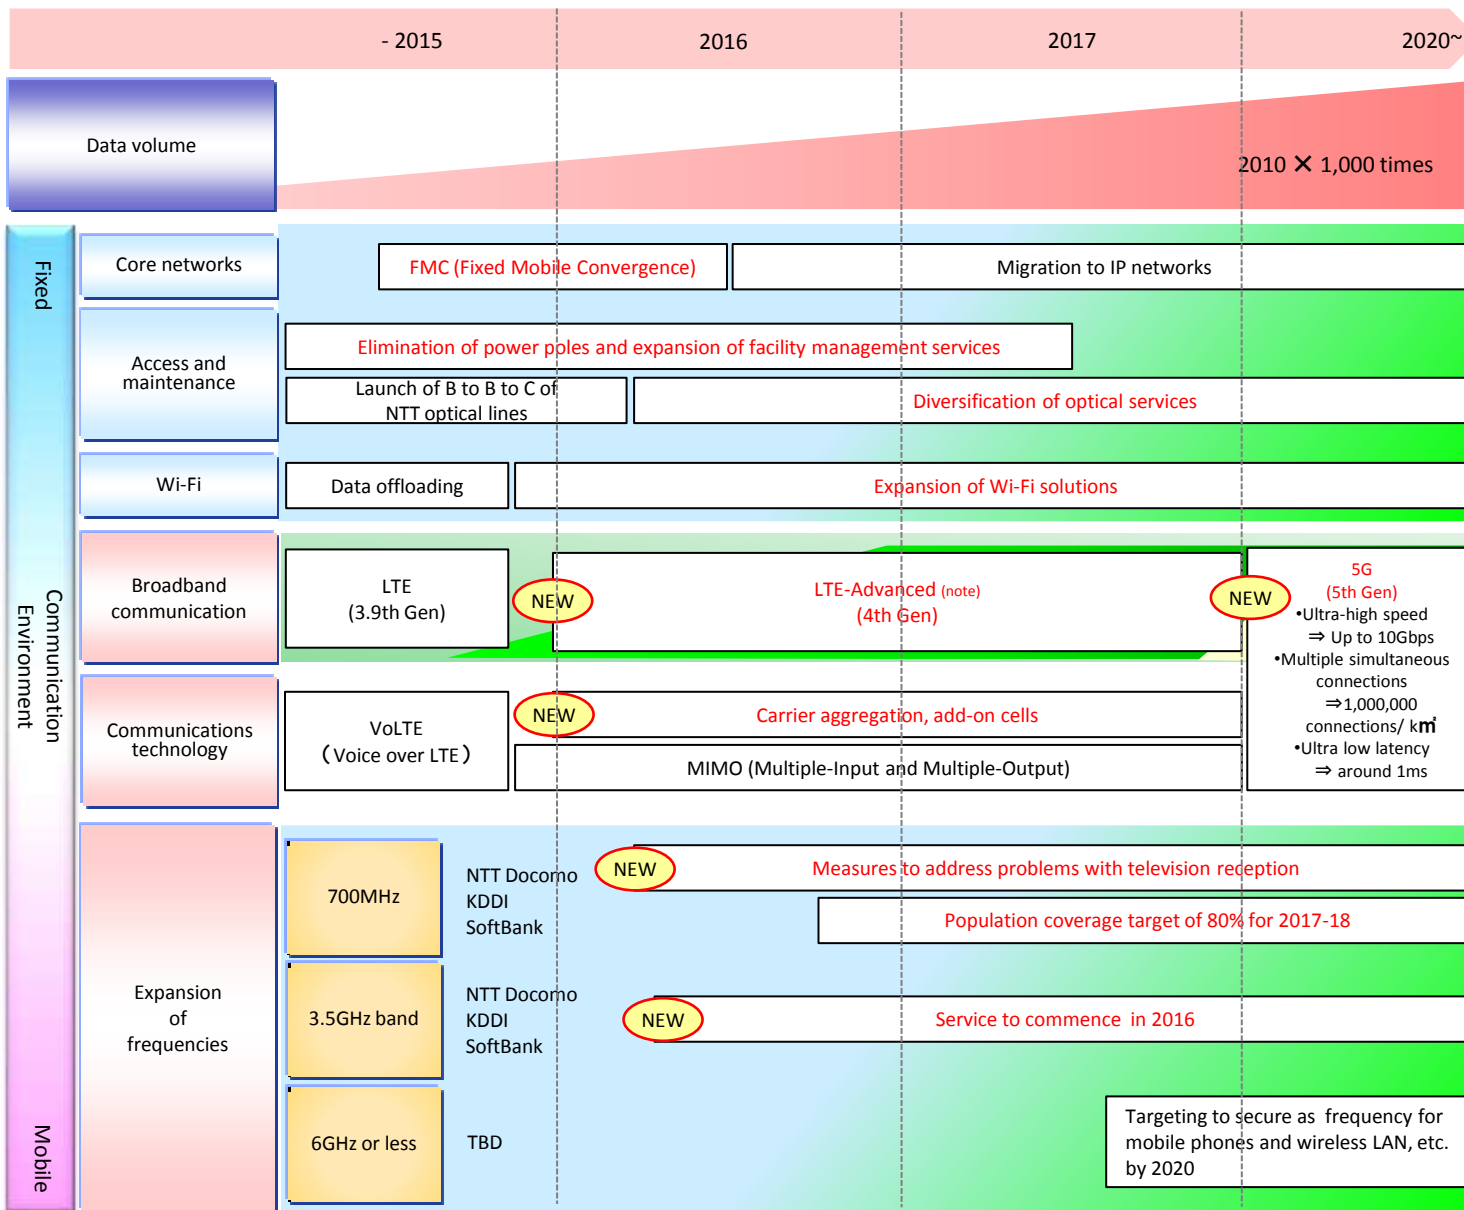 - 2015
2016
2017
2020~
Data volume
2010 ✕ 1,000 times
Fixed
Communication
Environment
Mobile
Core networks
FMC (Fixed Mobile Convergence)
Migration to IP networks
Access and
maintenance
Elimination of power poles and expansion of facility management services
Launch of B to B to C of
NTT optical lines
Diversification of optical services
Wi-Fi
Data offloading
Expansion of Wi-Fi solutions
Broadband
communication
LTE
(3.9th Gen)
NEW
LTE-Advanced (note)
(4th Gen)
NEW
5G
(5th Gen)
•Ultra-high speed
⇒ Up to 10Gbps
•Multiple simultaneous
connections
⇒1,000,000
connections/ k㎡
•Ultra low latency
⇒ around 1ms
Communications
technology
VoLTE
(Voice over LTE)
NEW
Carrier aggregation, add-on cells
MIMO (Multiple-Input and Multiple-Output)
Expansion
of
frequencies
700MHz
NTT Docomo
KDDI
SoftBank
NEW
Measures to address problems with television reception
Population coverage target of 80% for 2017-18
3.5GHz band
NTT Docomo
KDDI
SoftBank
NEW
Service to commence in 2016
6GHz or less
TBD
Targeting to secure as frequency for
mobile phones and wireless LAN, etc.
by 2020